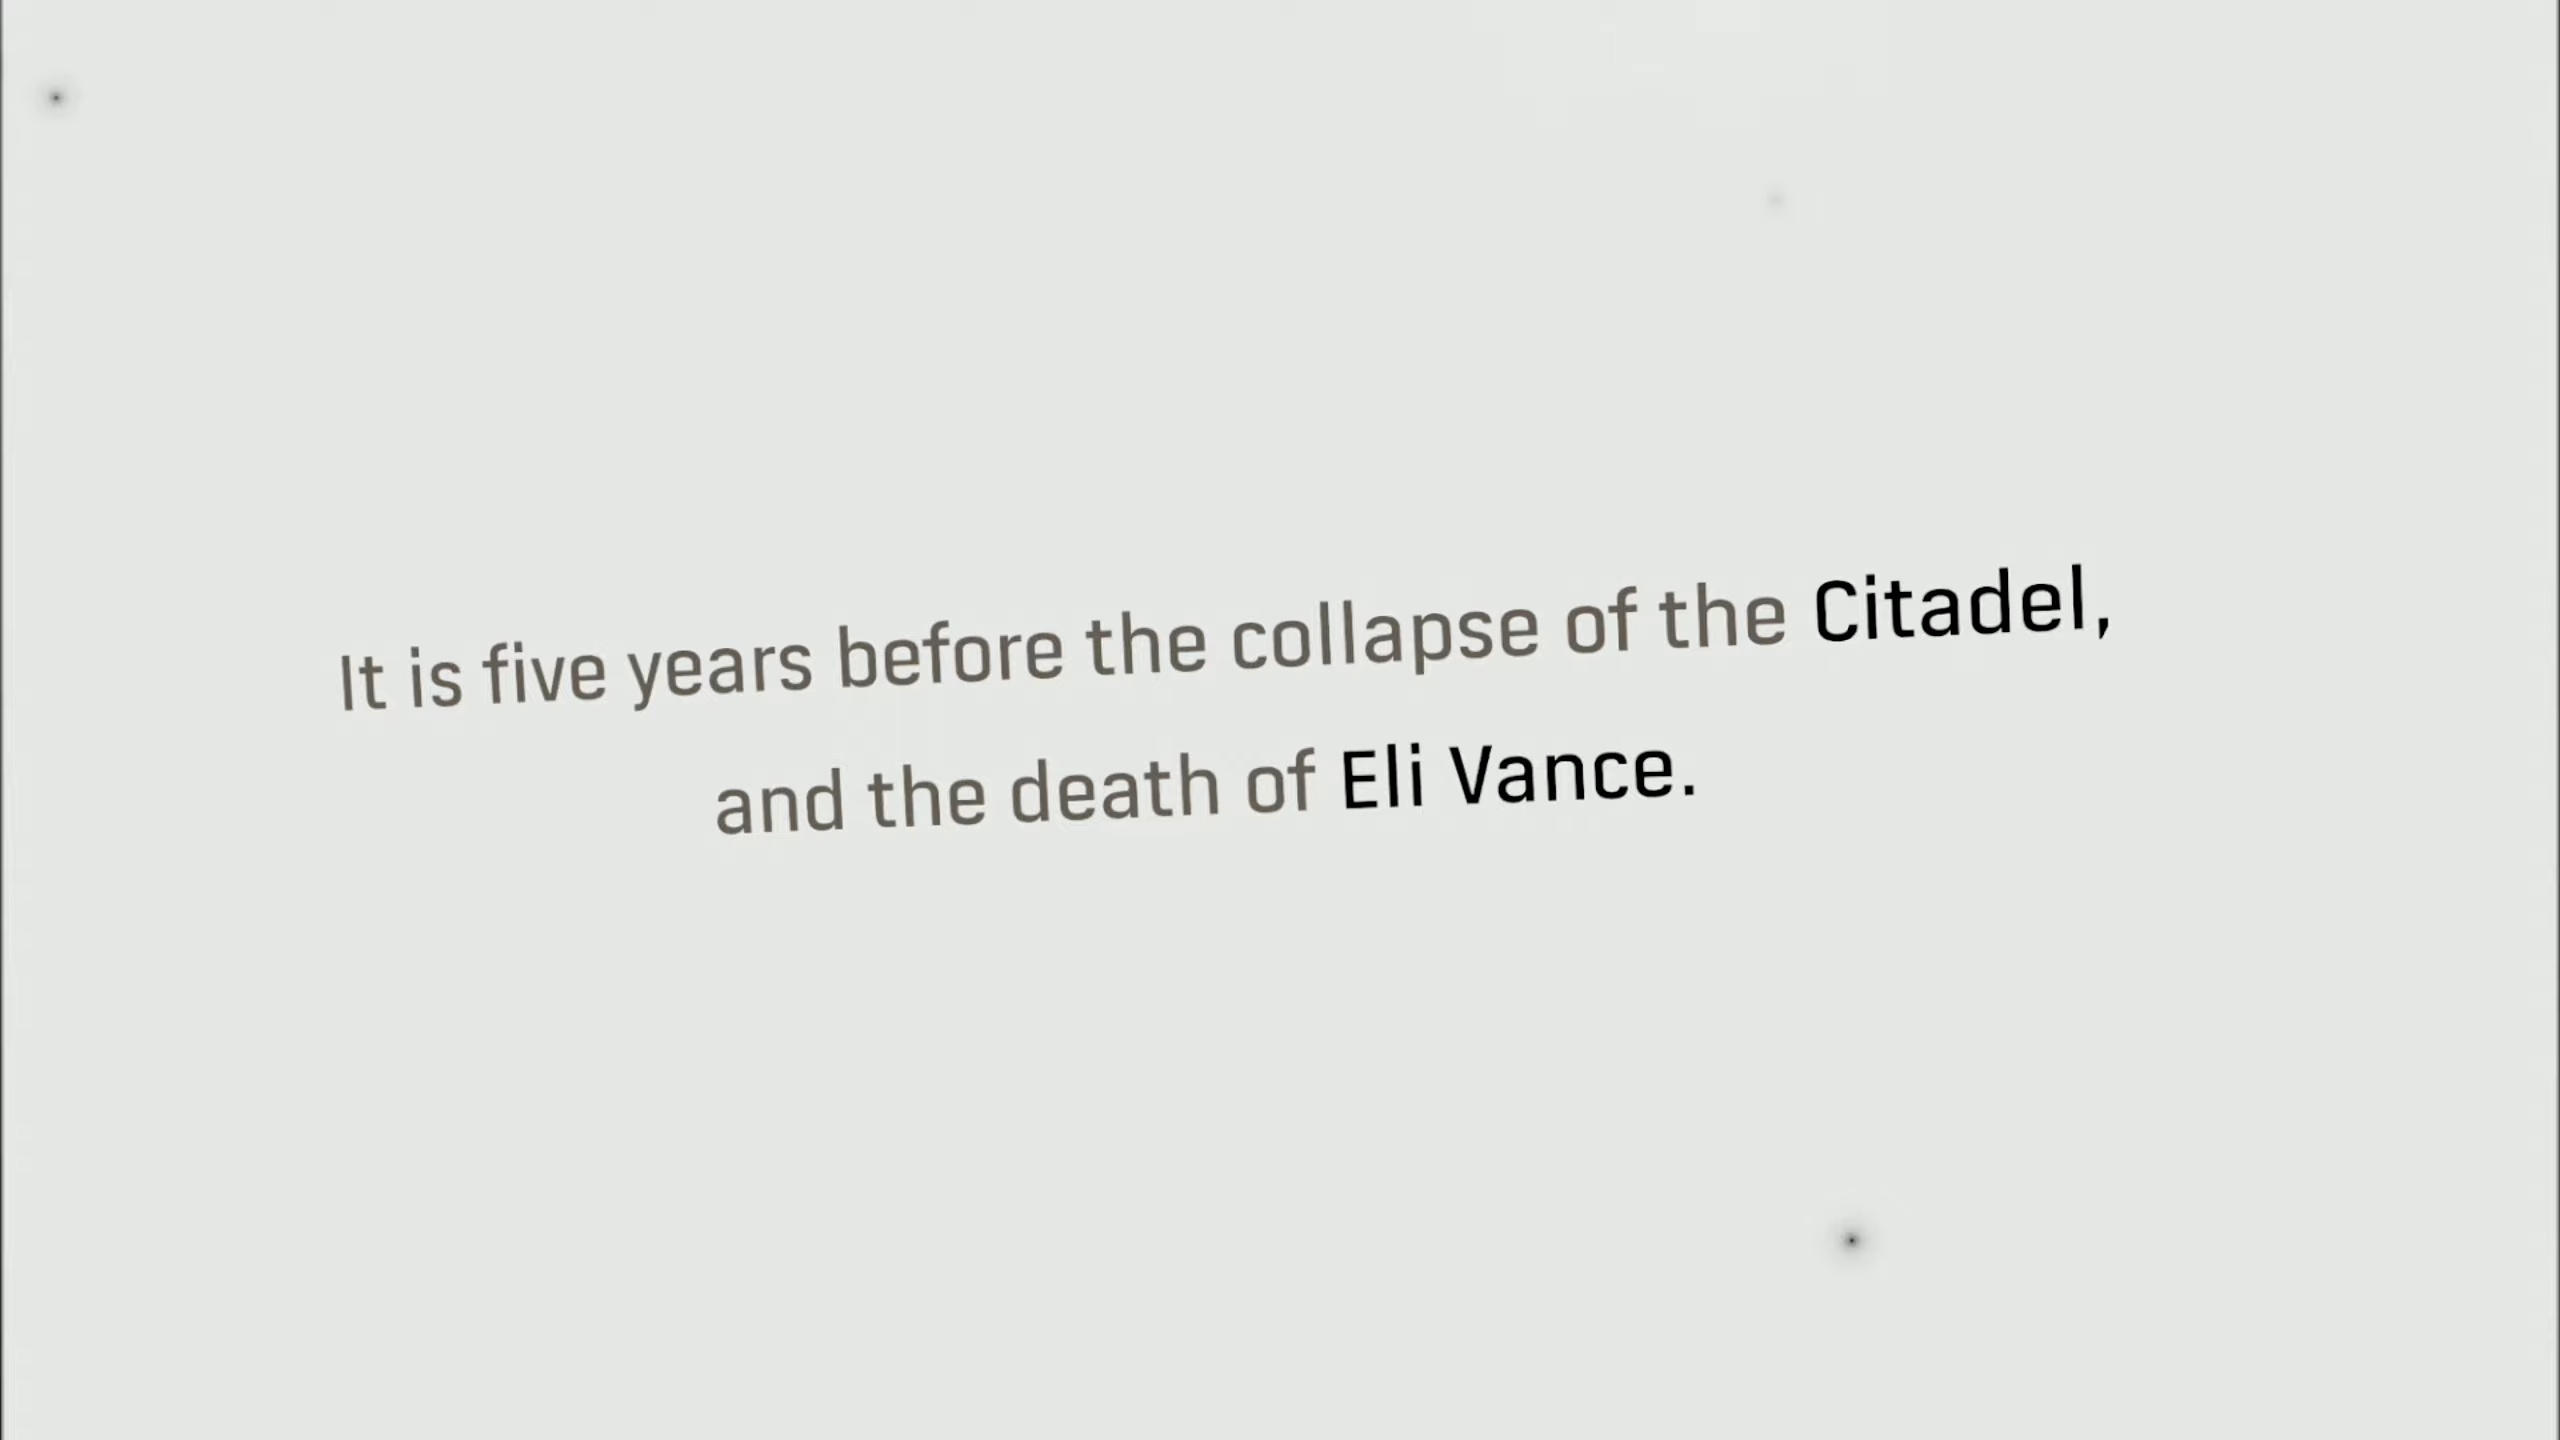 It is five years before the collapse of the Citadel,
and the death of Eli Vance.